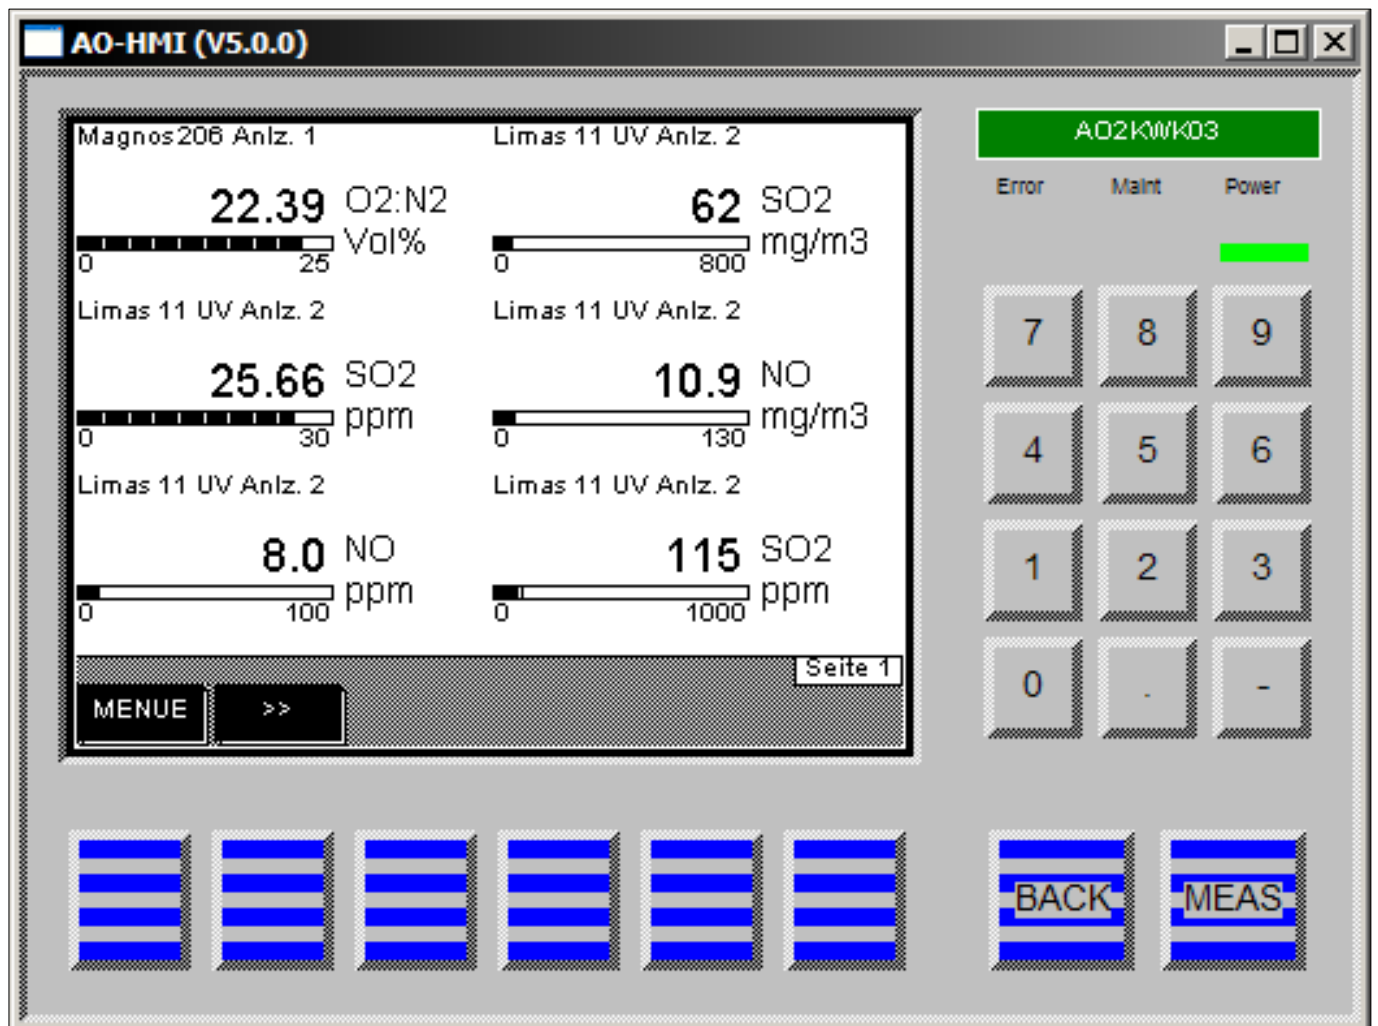 AO-HMI (V5.0.0)
Magnos206 Anlz. 1
22.39 O2:N2
Vol%
0 25
Limas 11 UV Anlz. 2
62 SO2
mg/m3
0 800
Limas 11 UV Anlz. 2
25.66 SO2
ppm
0 30
Limas 11 UV Anlz. 2
10.9 NO
mg/m3
0 130
Limas 11 UV Anlz. 2
8.0 NO
ppm
0 100
Limas 11 UV Anlz. 2
115 SO2
ppm
0 1000
Seite 1
MENUE >>
AO2KWK03
Error Maint Power
7 8 9
4 5 6
1 2 3
0 . -
BACK MEAS